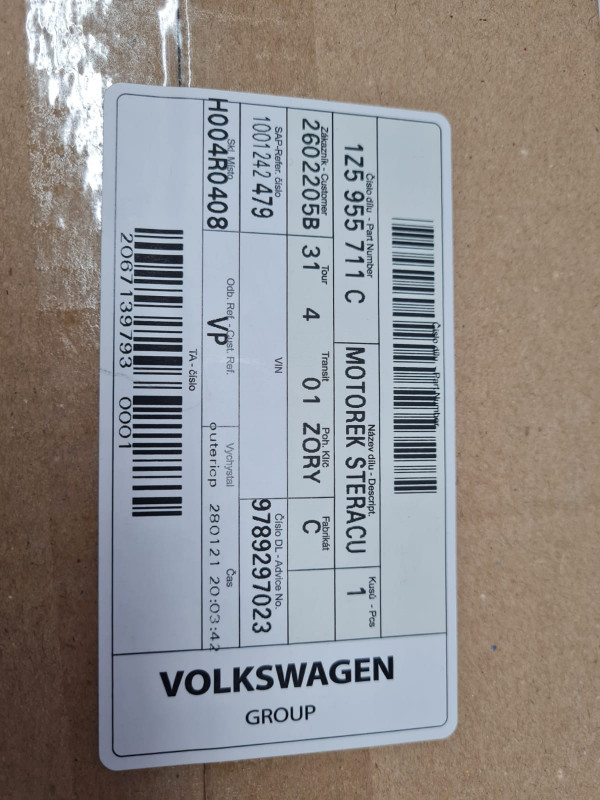 Číslo dílu - Part Number
Číslo dílu - Part Number Název dílu - Descript. Kusů - Pcs
1Z5 955 711 C MOTOREK STERACU 1
Zákazník - Customer Tour Transit Poh. Klíč Fabrikát
2602205B 31 4 01 ZORY C
SAP-Refer. číslo VIN Číslo DL - Advice No.
1001242479 9789297023
Skl. Místo Odb. Ref - Cust. Ref. Vychystal Čas
H004R0408 VP outericp 280121 20:03:42
TA - číslo
2067139793 0001
VOLKSWAGEN
GROUP